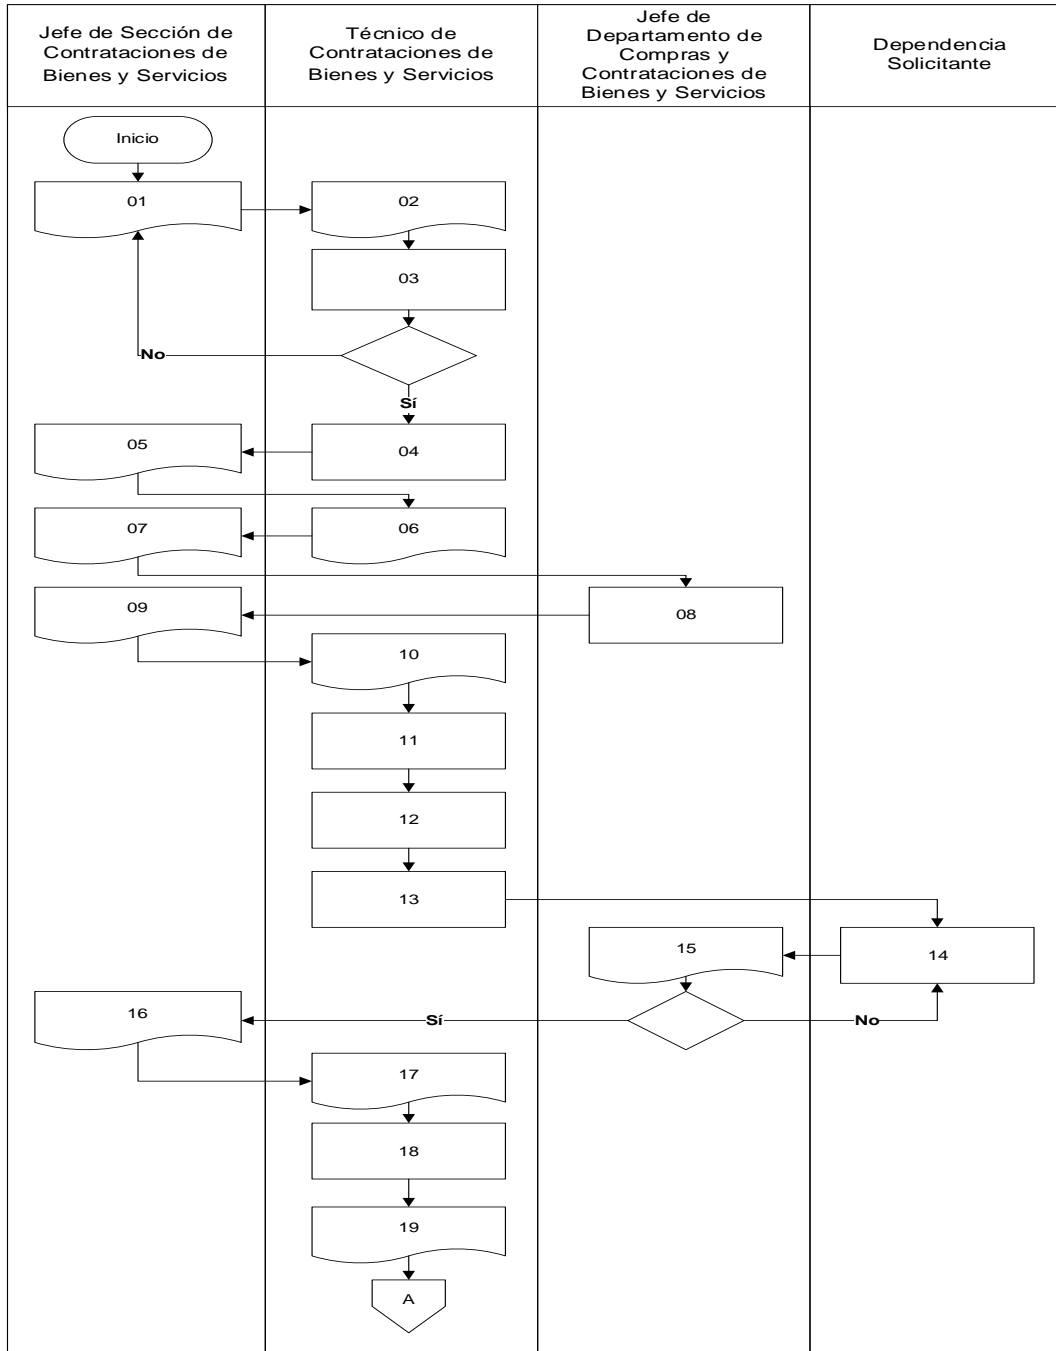 Jefe de Sección de
Contrataciones de
Bienes y Servicios
Técnico de
Contrataciones de
Bienes y Servicios
Jefe de
Departamento de
Compras y
Contrataciones de
Bienes y Servicios
Dependencia
Solicitante
Inicio
01
02
03
No
Sí
05
04
07
06
09
08
10
11
12
13
15
14
16
Sí
No
17
18
19
A